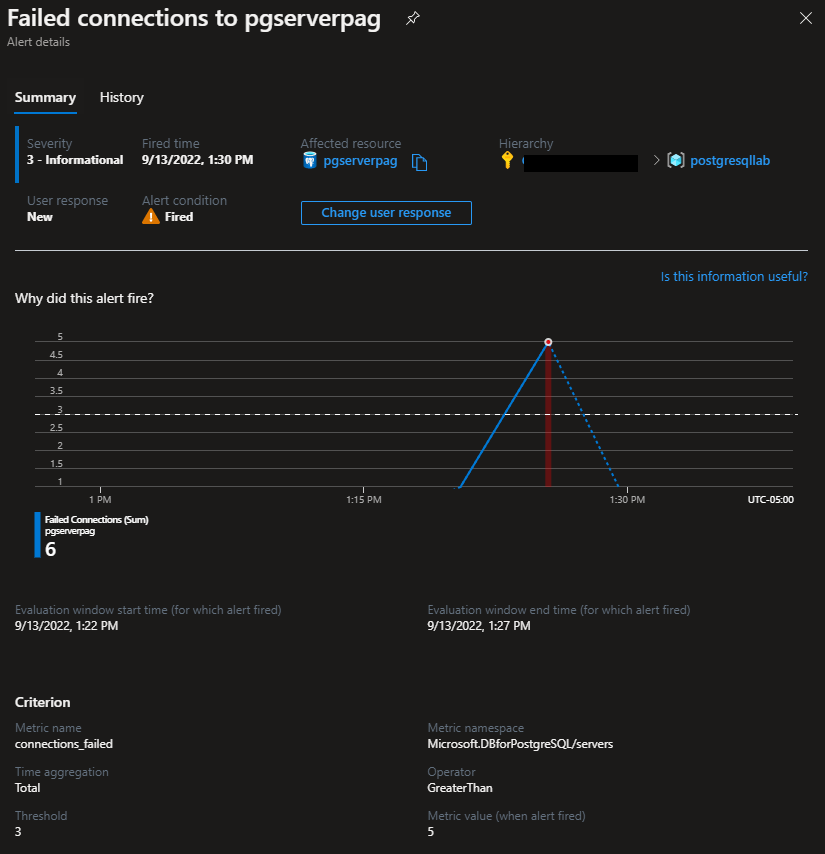 Failed connections to pgserverpag
Alert details
Summary History
Severity Fired time Affected resource Hierarchy
3 - Informational 9/13/2022, 1:30 PM pgserverpag > postgresqllab
User response Alert condition
New Fired Change user response
Is this information useful?
Why did this alert fire?
5
4.5
4
3.5
3
2.5
2
1.5
1
1 PM 1:15 PM 1:30 PM UTC-05:00
Failed Connections (Sum)
pgserverpag
6
Evaluation window start time (for which alert fired) Evaluation window end time (for which alert fired)
9/13/2022, 1:22 PM 9/13/2022, 1:27 PM
Criterion
Metric name Metric namespace
connections_failed Microsoft.DBforPostgreSQL/servers
Time aggregation Operator
Total GreaterThan
Threshold Metric value (when alert fired)
3 5